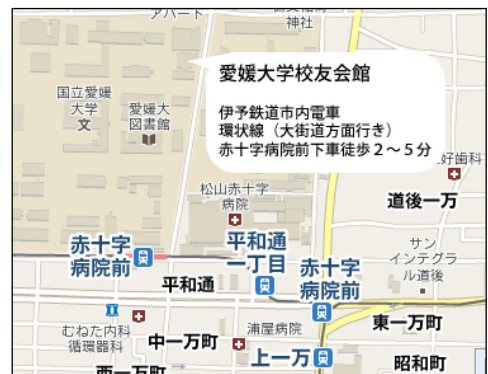 アパート
神社
愛媛大学校友会館
伊予鉄道市内電車
環状線（大街道方面行き）
赤十字病院前下車徒歩２～５分
国立愛媛
大学
文
愛媛大
図書館
好歯科
松山赤十字
病院
道後一万
赤十字
病院前
平和通
一丁目
サン
インテグラ
ル道後
平和通
赤十字
病院前
むねた内科
循環器科
中一万町
浦屋病院
東一万町
上一万
昭和町
西一万町